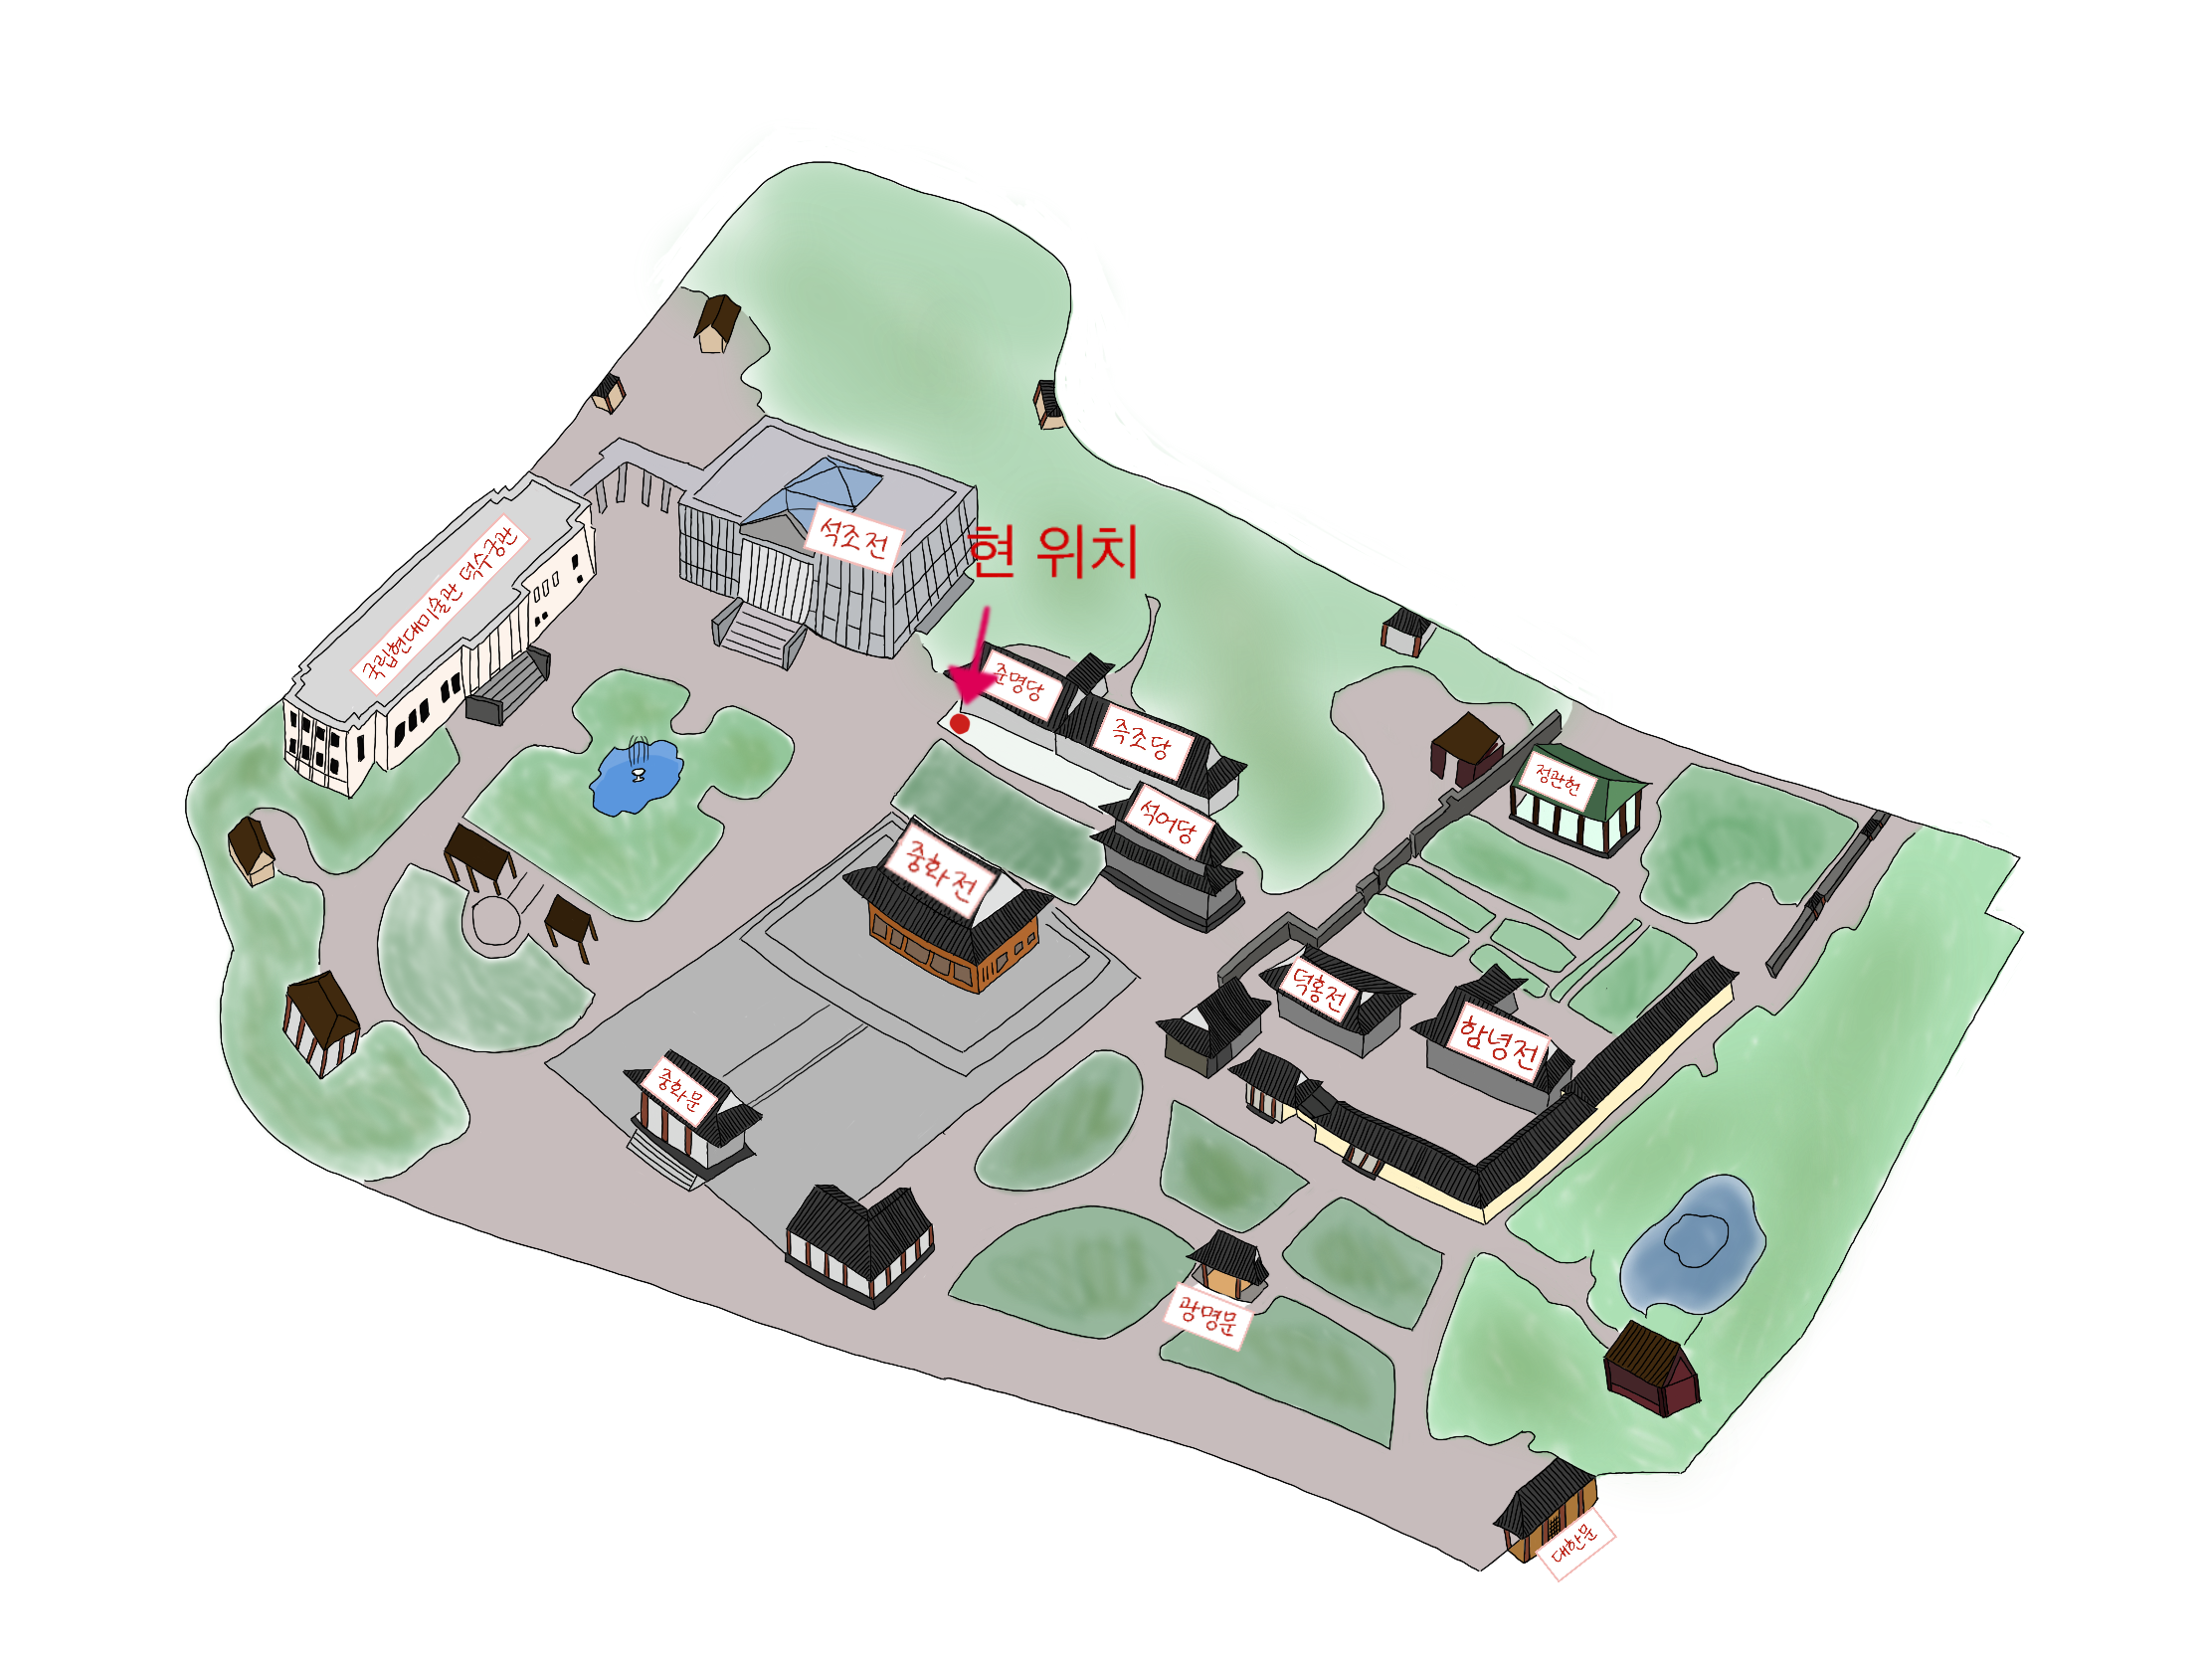 석조전
현 위치
국립현대미술관 덕수궁관
준명당
즉조당
정관헌
석어당
중화전
덕홍전
함녕전
중화문
광명문
대한문